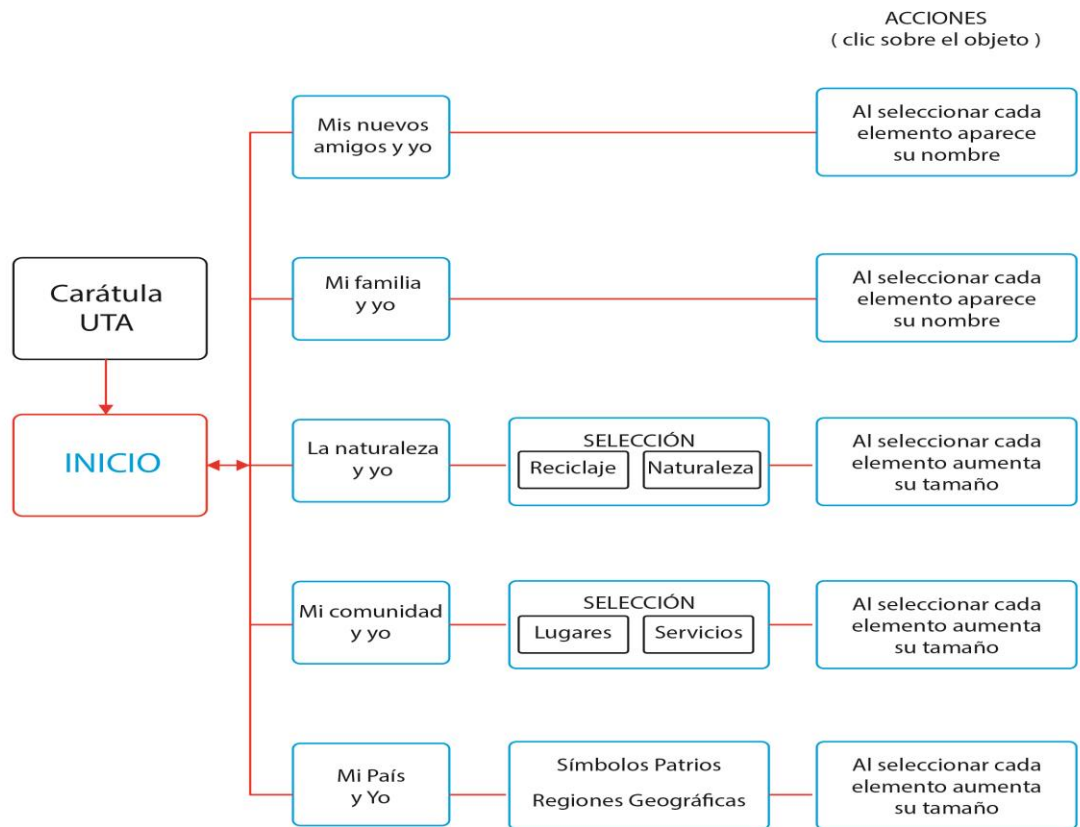 ACCIONES
( clic sobre el objeto )
Mis nuevos
amigos y yo
Al seleccionar cada
elemento aparece
su nombre
Carátula
UTA
Mi familia
y yo
Al seleccionar cada
elemento aparece
su nombre
INICIO
La naturaleza
y yo
SELECCIÓN
Reciclaje
Naturaleza
Al seleccionar cada
elemento aumenta
su tamaño
Mi comunidad
y yo
SELECCIÓN
Lugares
Servicios
Al seleccionar cada
elemento aumenta
su tamaño
Mi País
y Yo
Símbolos Patrios
Regiones Geográficas
Al seleccionar cada
elemento aumenta
su tamaño